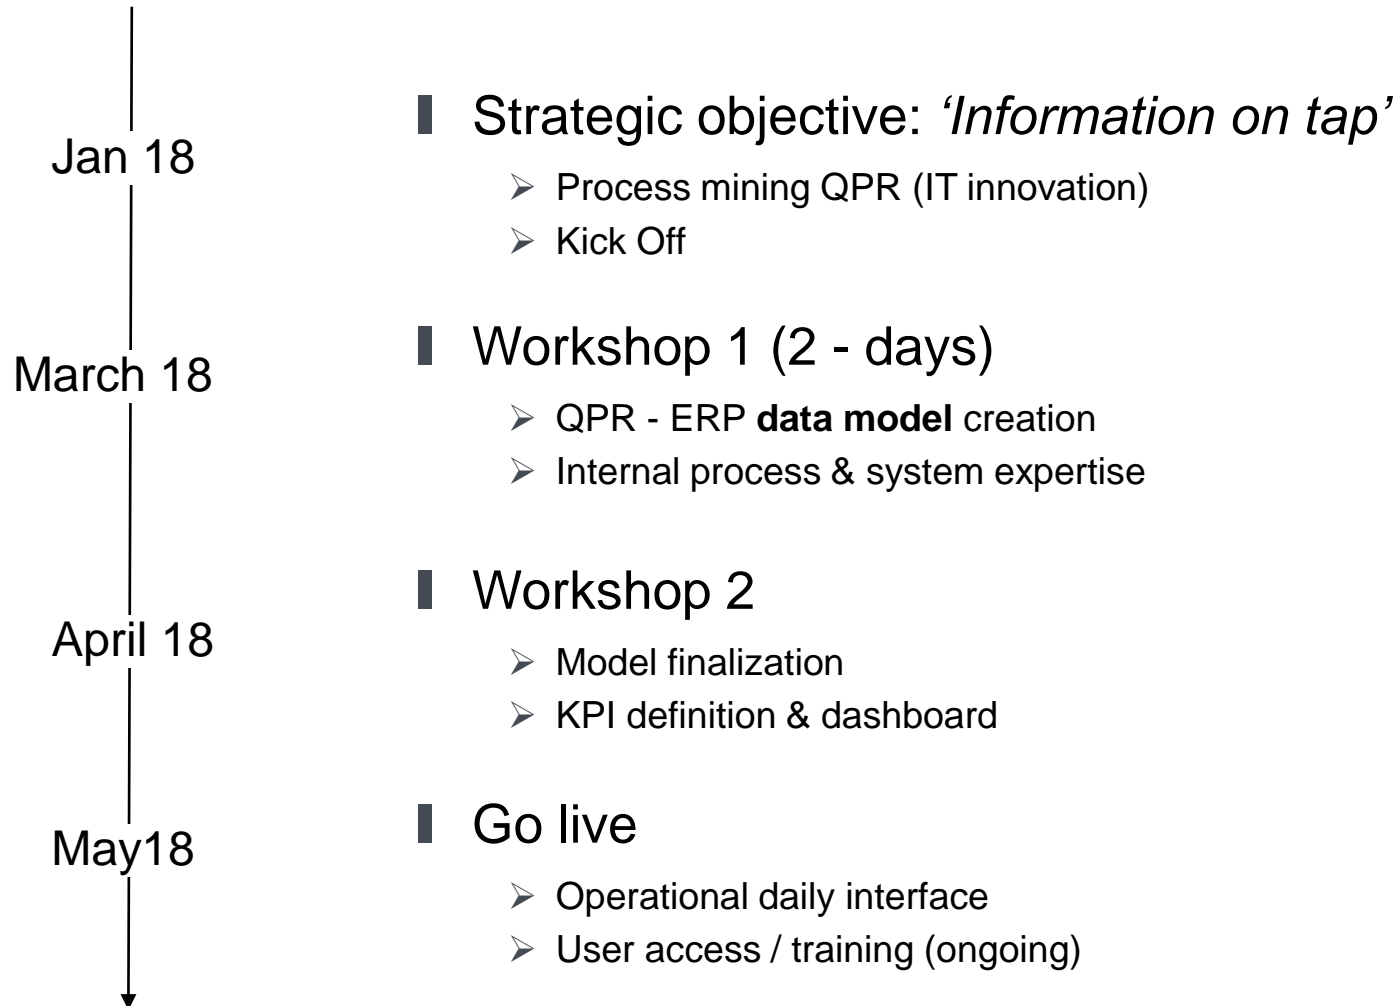 Jan 18
Strategic objective: ‘Information on tap’
Process mining QPR (IT innovation)
Kick Off
March 18
Workshop 1 (2 - days)
QPR - ERP data model creation
Internal process & system expertise
April 18
Workshop 2
Model finalization
KPI definition & dashboard
May18
Go live
Operational daily interface
User access / training (ongoing)